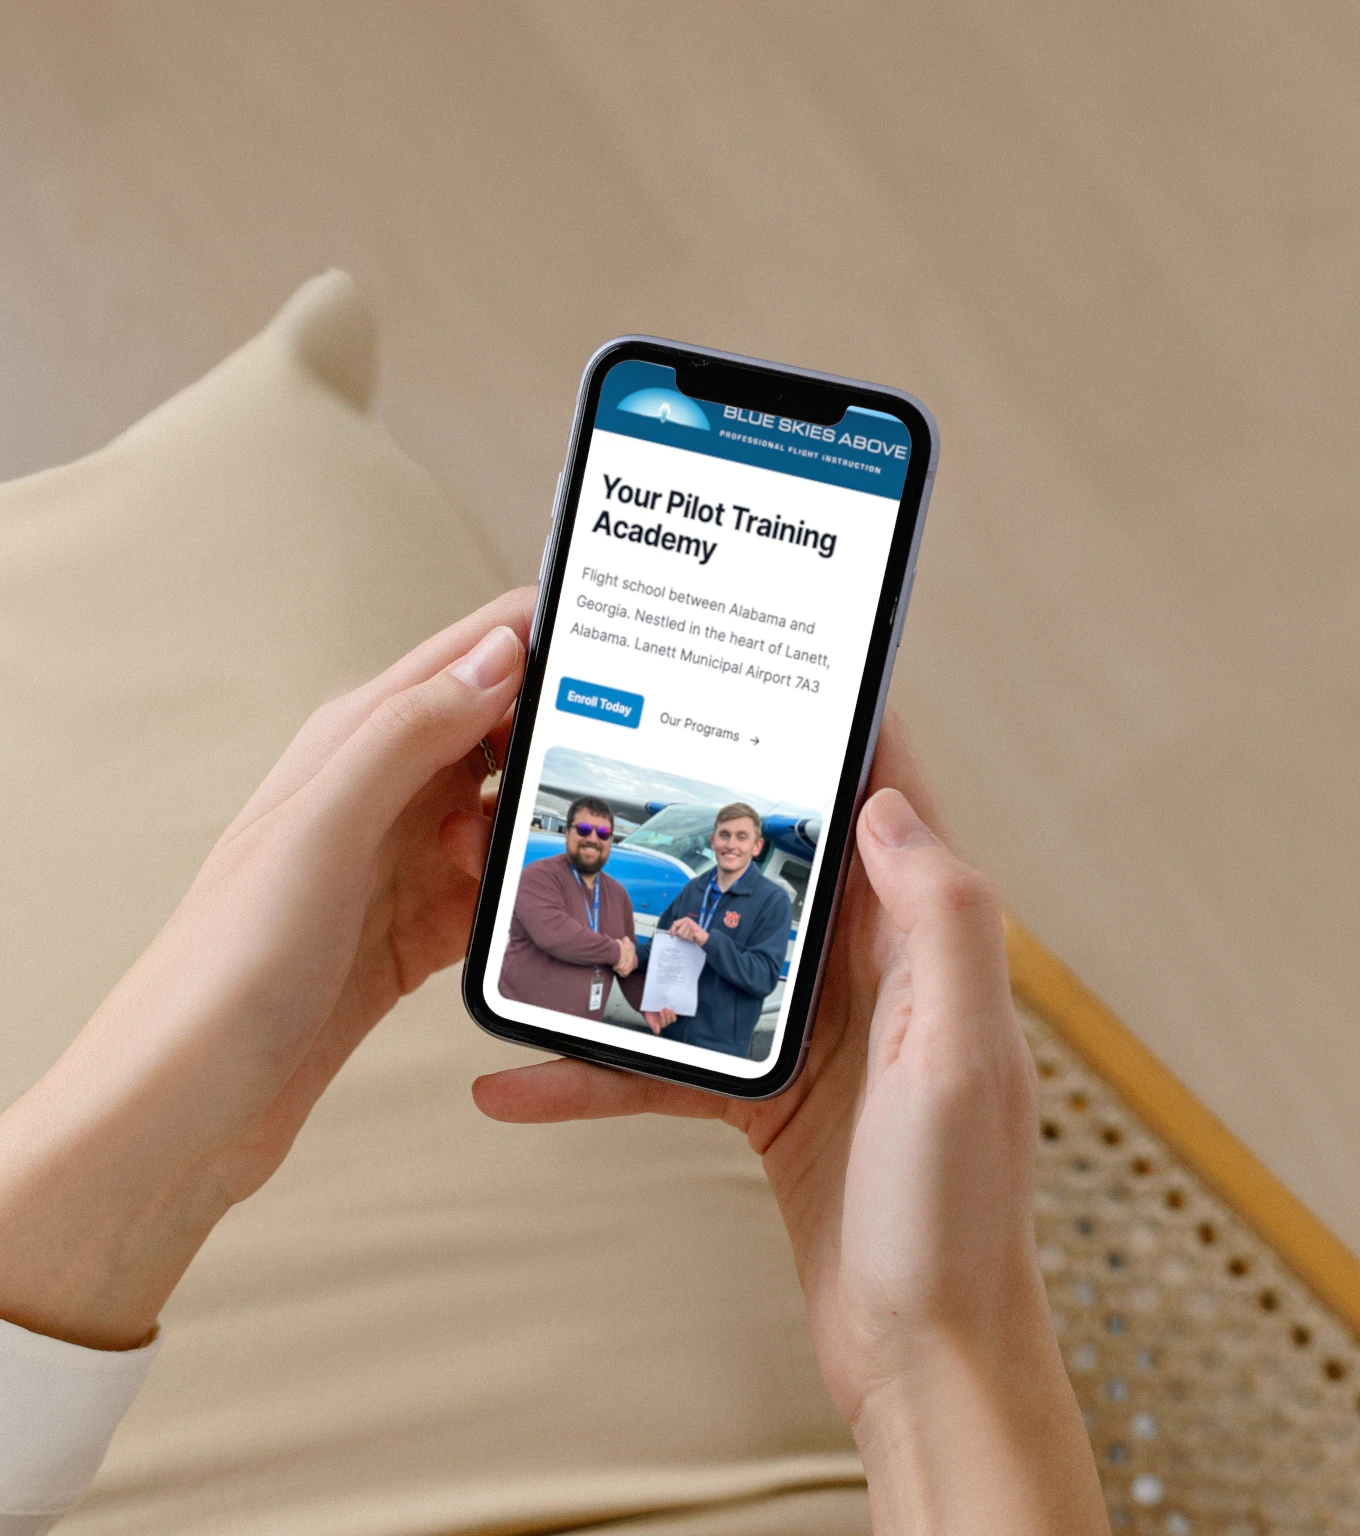 BLUE SKIES ABOVE
PROFESSIONAL FLIGHT INSTRUCTION
Your Pilot Training
Academy
Flight school between Alabama and
Georgia. Nestled in the heart of Lanett,
Alabama. Lanett Municipal Airport 7A3
Enroll Today
Our Programs →